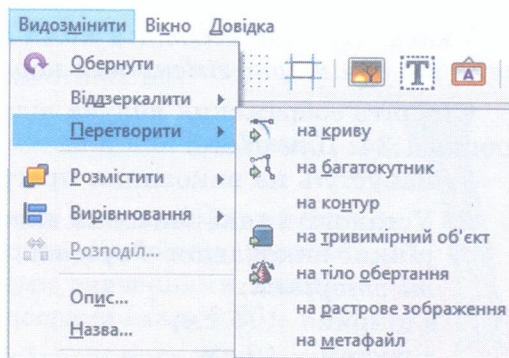 Видозмінити Вікно Довідка
Обернути
Віддзеркалити
Перетворити
Розмістити
Вирівнювання
Розподіл...
Опис...
Назва...
на криву
на багатокутник
на контур
на тривимірний об'єкт
на тіло обертання
на растрове зображення
на метафайл